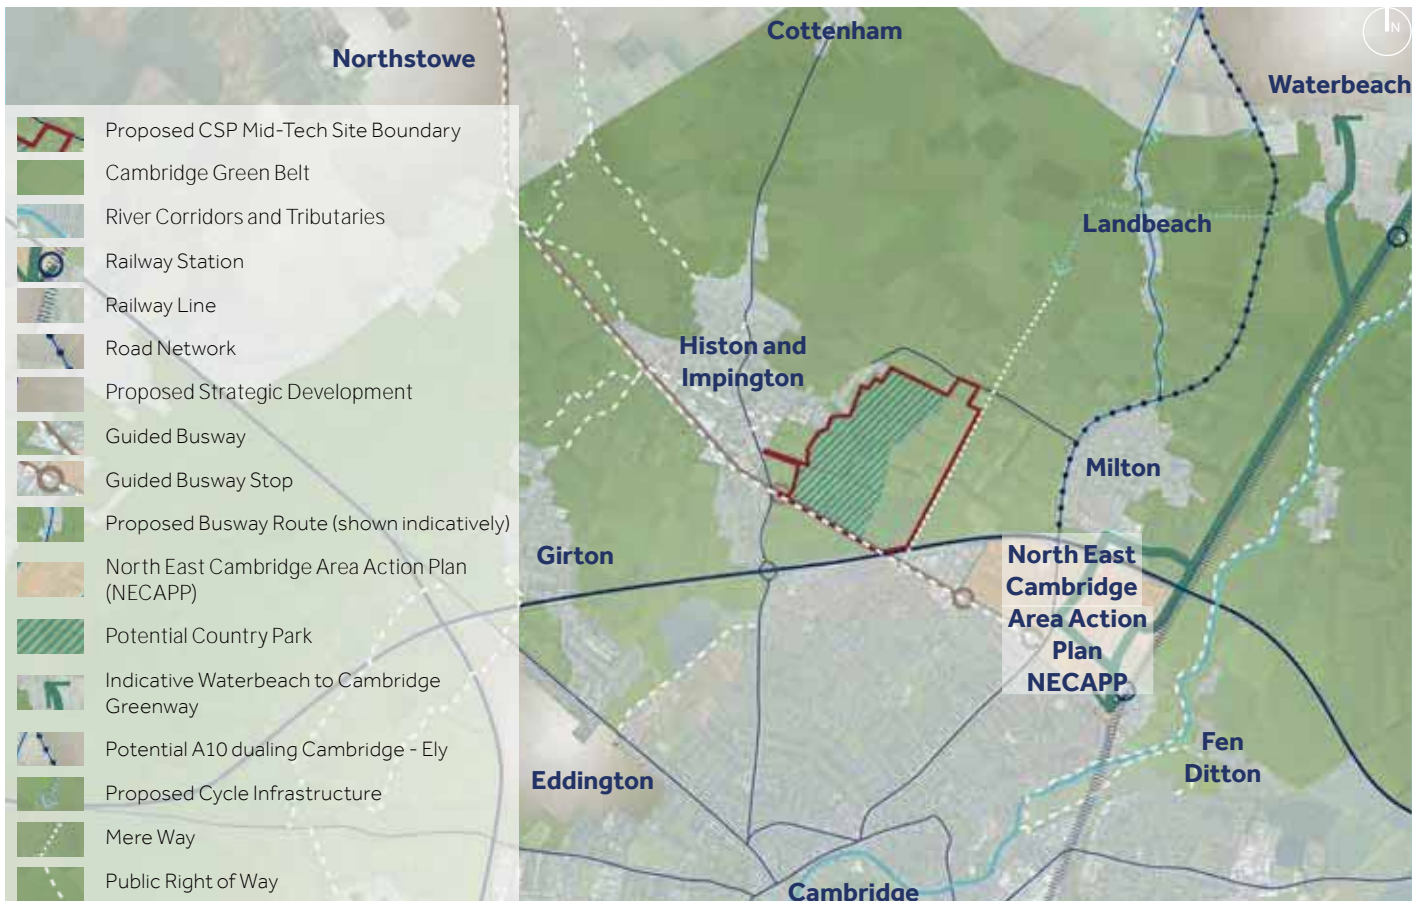 Northstowe
Cottenham
N
Waterbeach
Proposed CSP Mid-Tech Site Boundary
Cambridge Green Belt
River Corridors and Tributaries
Railway Station
Railway Line
Road Network
Proposed Strategic Development
Guided Busway
Guided Busway Stop
Proposed Busway Route (shown indicatively)
North East Cambridge Area Action Plan
(NECAPP)
Potential Country Park
Indicative Waterbeach to Cambridge
Greenway
Potential A10 dualing Cambridge - Ely
Proposed Cycle Infrastructure
Mere Way
Public Right of Way
Landbeach
Histon and
Impington
Milton
Girton
North East
Cambridge
Area Action
Plan
NECAPP
Eddington
Fen
Ditton
Cambridge